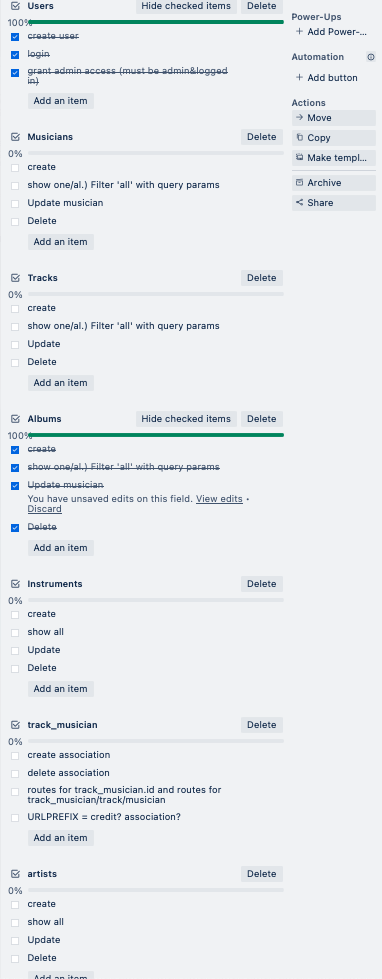 Users
Hide checked items
Delete
100%
create user
login
grant admin access (must be admin&logged
in)
Add an item
Musicians
Delete
0%
create
show one/al.) Filter 'all' with query params
Update musician
Delete
Add an item
Tracks
Delete
0%
create
show one/al.) Filter 'all' with query params
Update
Delete
Add an item
Albums
Hide checked items
Delete
100%
create
show one/al.) Filter 'all' with query params
Update musician
You have unsaved edits on this field. View edits •
Discard
Delete
Add an item
Instruments
Delete
0%
create
show all
Update
Delete
Add an item
track_musician
Delete
0%
create association
delete association
routes for track_musician.id and routes for
track_musician/track/musician
URLPREFIX = credit? association?
Add an item
artists
Delete
0%
create
show all
Update
Delete
Add an item
Power-Ups
+ Add Power-...
Automation
+ Add button
Actions
Move
Copy
Make templ...
Archive
Share